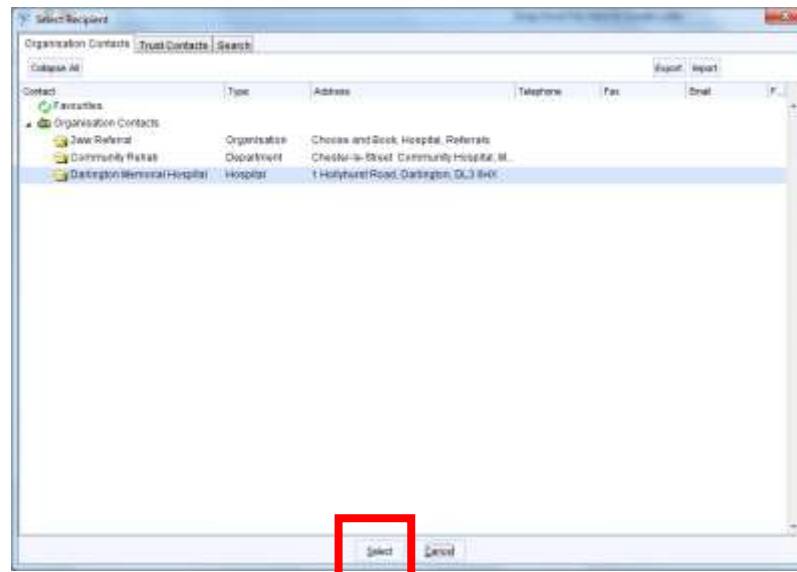 Select Recipient
Organisation Contacts Trust Contacts Search
Collapse All Export Import
Contact Type Address Telephone Fax Email F...
Favourites
Organisation Contacts
2ww Referral Organisation Choose and Book, Hospital, Referrals
Community Rehab Department Chester-le-Street Community Hospital, M...
Darlington Memorial Hospital Hospital 1 Hollyhurst Road, Darlington, DL3 6HX
Select Cancel